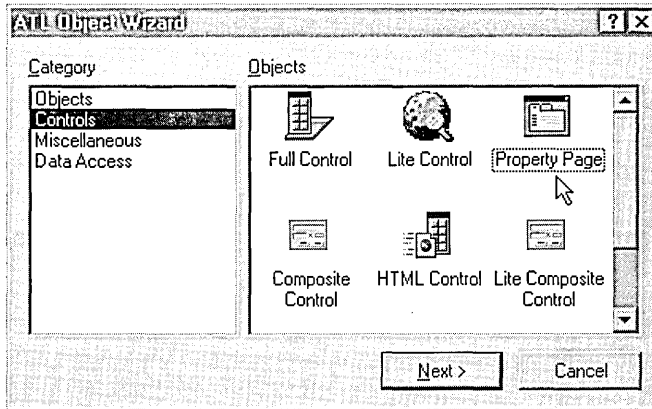 ATL Object Wizard
Category
Objects
Objects
Controls
Miscellaneous
Data Access
Full Control
Lite Control
Property Page
Composite
Control
HTML Control
Lite Composite
Control
Next >
Cancel